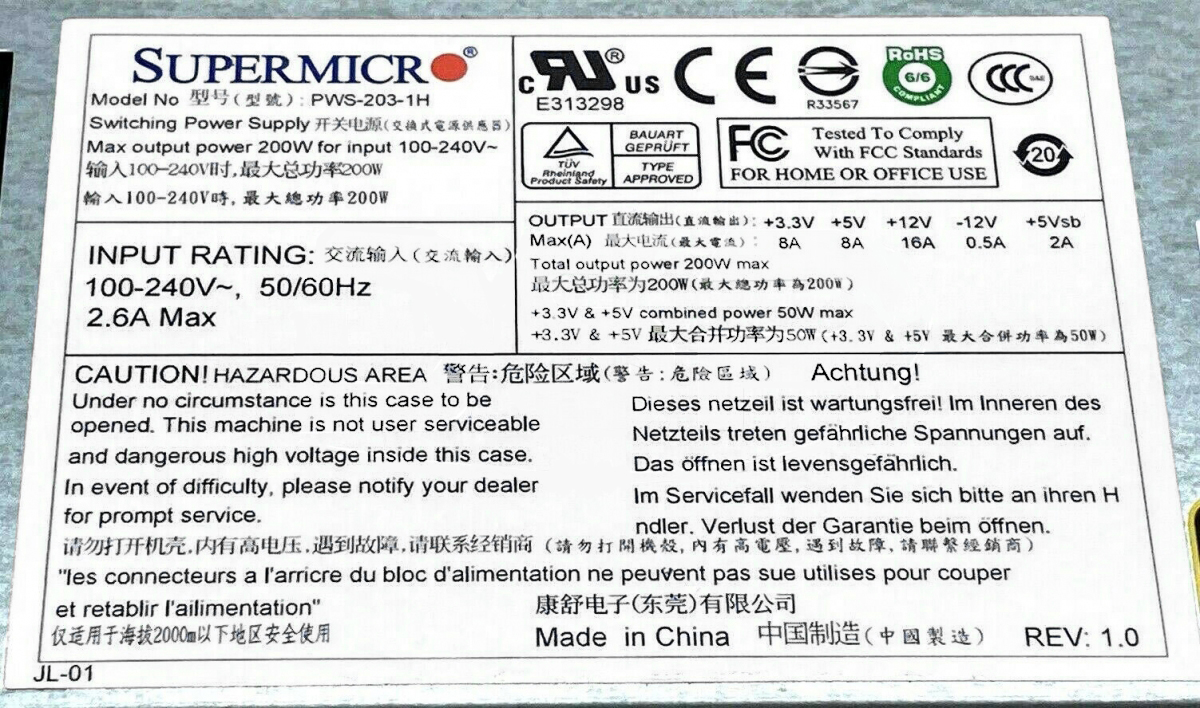 SUPERMICRO®
Model No 型号(型號): PWS-203-1H
Switching Power Supply 开关电源(交換式電源供應器)
Max output power 200W for input 100-240V~
输入100-240V时,最大总功率200W
輸入100-240V時,最大總功率200W
c RU® US
E313298
CE
R33567
RoHS
6/6
COMPLIANT
CCC S&E
TÜV
Rheinland
Product Safety
BAUART
GEPRÜFT
TYPE
APPROVED
FC Tested To Comply
With FCC Standards
FOR HOME OR OFFICE USE
20
INPUT RATING: 交流输入(交流輸入)
100-240V~, 50/60Hz
2.6A Max
OUTPUT 直流输出(直流輸出): +3.3V +5V +12V -12V +5Vsb
Max(A) 最大电流(最大電流): 8A 8A 16A 0.5A 2A
Total output power 200W max
最大总功率为200W(最大總功率為200W)
+3.3V & +5V combined power 50W max
+3.3V & +5V 最大合并功率为50W(+3.3V & +5V 最大合併功率為50W)
CAUTION! HAZARDOUS AREA 警告:危险区域(警告:危險區域)
Under no circumstance is this case to be
opened. This machine is not user serviceable
and dangerous high voltage inside this case.
In event of difficulty, please notify your dealer
for prompt service.
Achtung!
Dieses netzeil ist wartungsfrei! Im Inneren des
Netzteils treten gefährliche Spannungen auf.
Das öffnen ist levensgefährlich.
Im Servicefall wenden Sie sich bitte an ihren H
ndler. Verlust der Garantie beim öffnen.
请勿打开机壳,内有高电压,遇到故障,请联系经销商(請勿打開機殼,內有高電壓,遇到故障,請聯繫經銷商)
"les connecteurs a l'arricre du bloc d'alimentation ne peuvent pas sue utilises pour couper
et retablir l'ailimentation"
仅适用于海拔2000m以下地区安全使用
康舒电子(东莞)有限公司
Made in China 中国制造(中國製造) REV: 1.0
JL-01